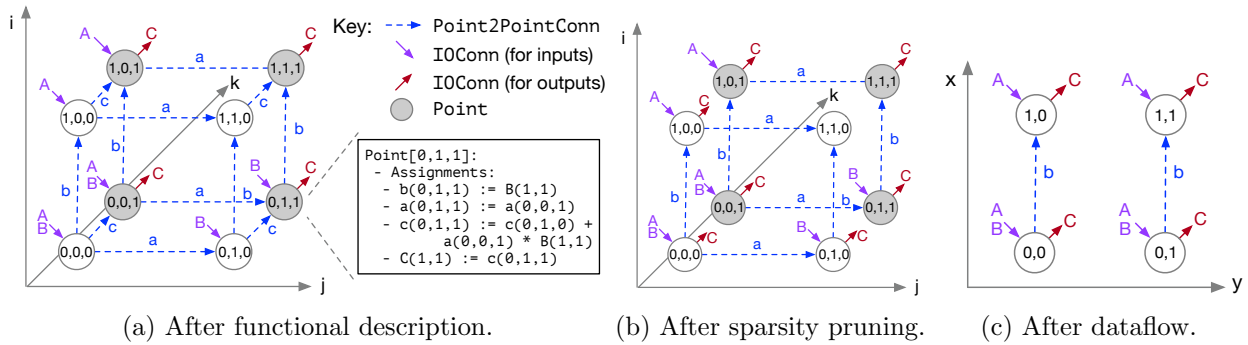 i
A
C
C
1,0,1
a
1,1,1
k
A
c
c
1,0,0
a
1,1,0
b
b
b
A
B
C
B
C
0,0,1
a
0,1,1
A
B
c
b
B
c
0,0,0
a
0,1,0
j
Key:
Point2PointConn
IOConn (for inputs)
IOConn (for outputs)
Point
Point[0,1,1]:
- Assignments:
- b(0,1,1) := B(1,1)
- a(0,1,1) := a(0,0,1)
- c(0,1,1) := c(0,1,0) +
a(0,0,1) * B(1,1)
- C(1,1) := c(0,1,1)
(a) After functional description.
i
A
C
C
1,0,1
a
1,1,1
k
A
C
1,0,0
a
1,1,0
b
b
b
A
B
C
B
C
0,0,1
a
b
0,1,1
A
B
C
B
C
0,0,0
a
0,1,0
j
(b) After sparsity pruning.
x
A
C
A
C
1,0
1,1
b
b
A
B
C
A
B
C
0,0
0,1
y
(c) After dataflow.